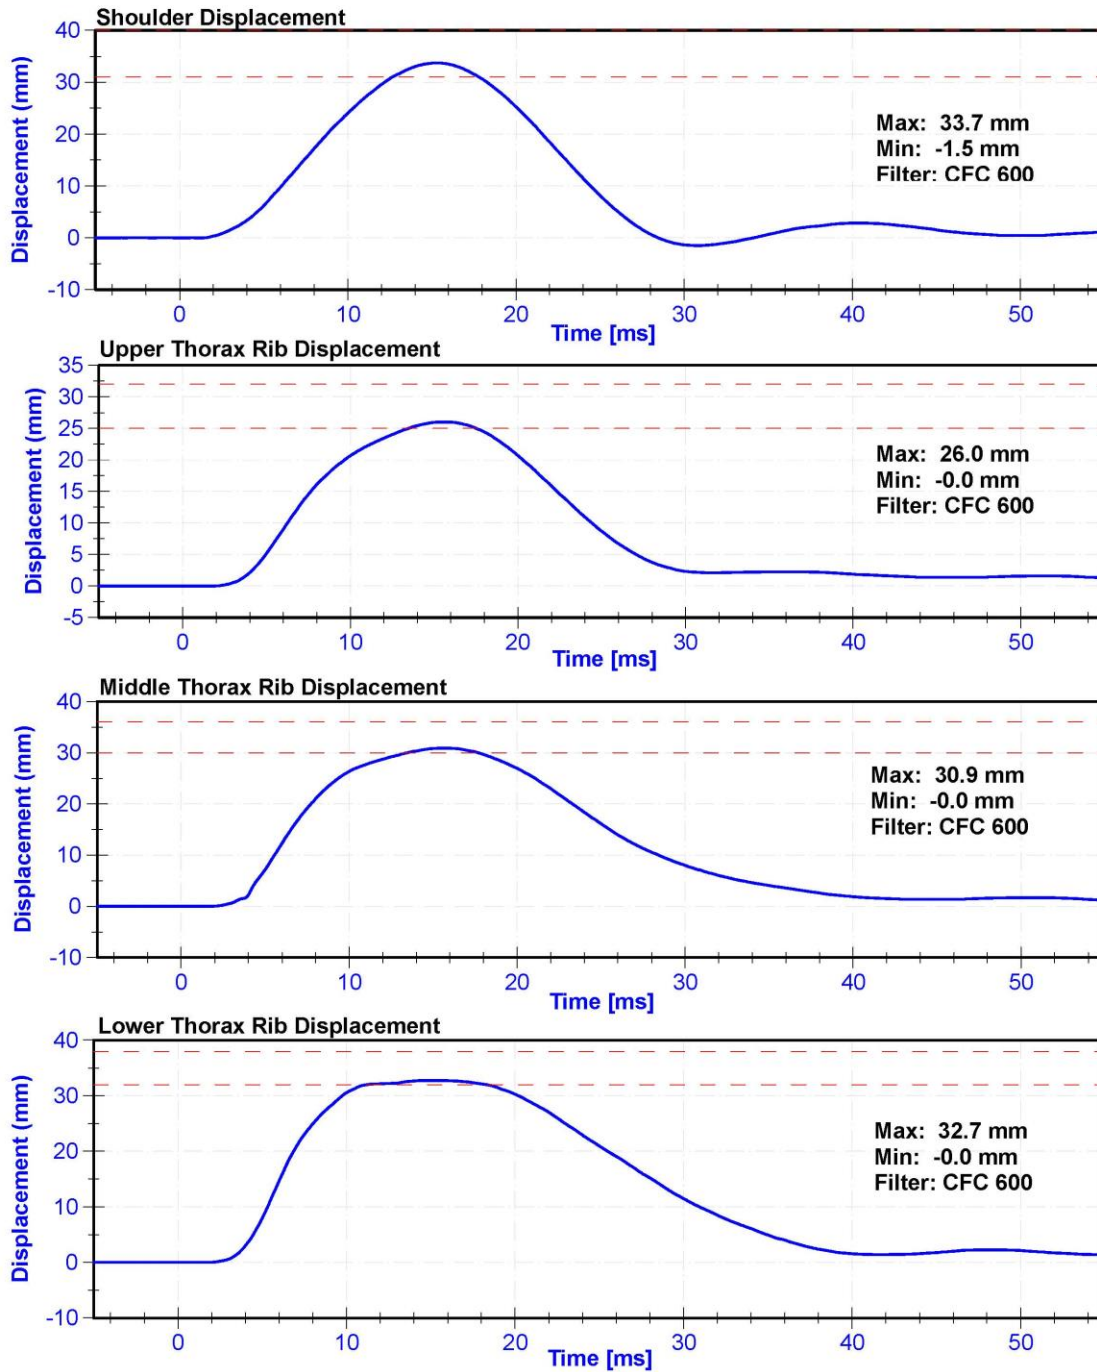 Shoulder Displacement
40
30
20
10
0
-10
Displacement (mm)
Max: 33.7 mm
Min: -1.5 mm
Filter: CFC 600
0 10 20 30 40 50
Time [ms]
Upper Thorax Rib Displacement
35
30
25
20
15
10
5
0
-5
Displacement (mm)
Max: 26.0 mm
Min: -0.0 mm
Filter: CFC 600
0 10 20 30 40 50
Time [ms]
Middle Thorax Rib Displacement
40
30
20
10
0
-10
Displacement (mm)
Max: 30.9 mm
Min: -0.0 mm
Filter: CFC 600
0 10 20 30 40 50
Time [ms]
Lower Thorax Rib Displacement
40
30
20
10
0
-10
Displacement (mm)
Max: 32.7 mm
Min: -0.0 mm
Filter: CFC 600
0 10 20 30 40 50
Time [ms]